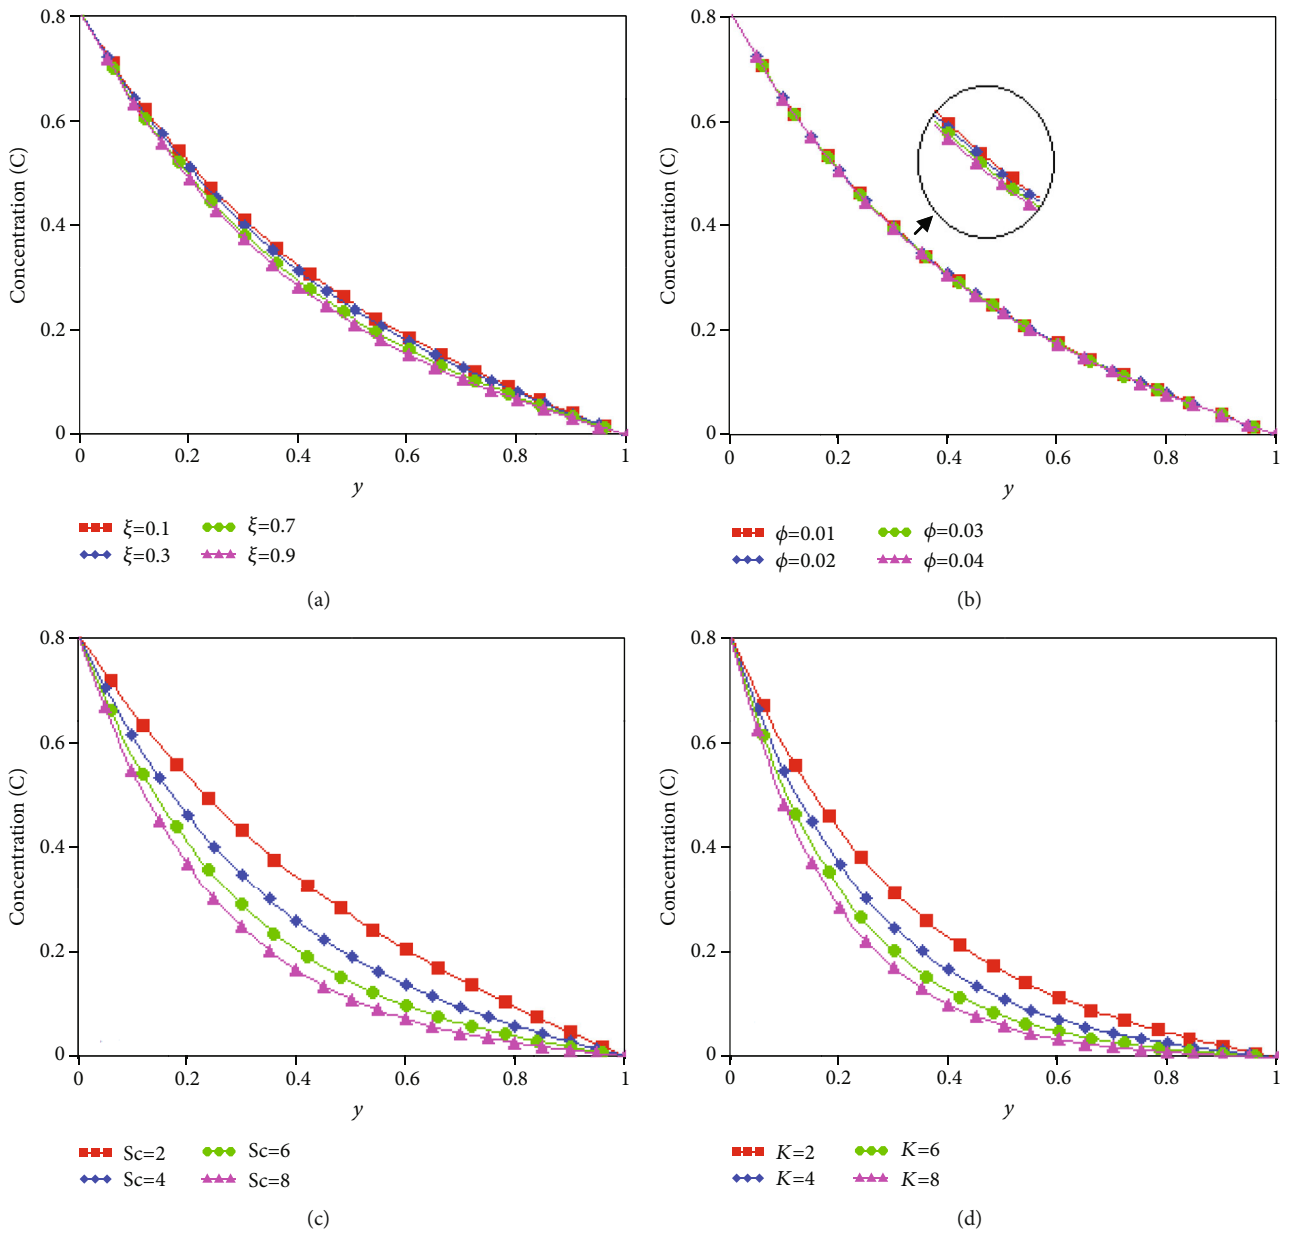 0.8
0.6
0.4
0.2
0
Concentration (C)
0 0.2 0.4 0.6 0.8 1
y
ξ=0.1 ξ=0.7
ξ=0.3 ξ=0.9
(a)
0.8
0.6
0.4
0.2
0
Concentration (C)
0 0.2 0.4 0.6 0.8 1
y
ϕ=0.01 ϕ=0.03
ϕ=0.02 ϕ=0.04
(b)
0.8
0.6
0.4
0.2
0
Concentration (C)
0 0.2 0.4 0.6 0.8 1
y
Sc=2 Sc=6
Sc=4 Sc=8
(c)
0.8
0.6
0.4
0.2
0
Concentration (C)
0 0.2 0.4 0.6 0.8 1
y
K=2 K=6
K=4 K=8
(d)